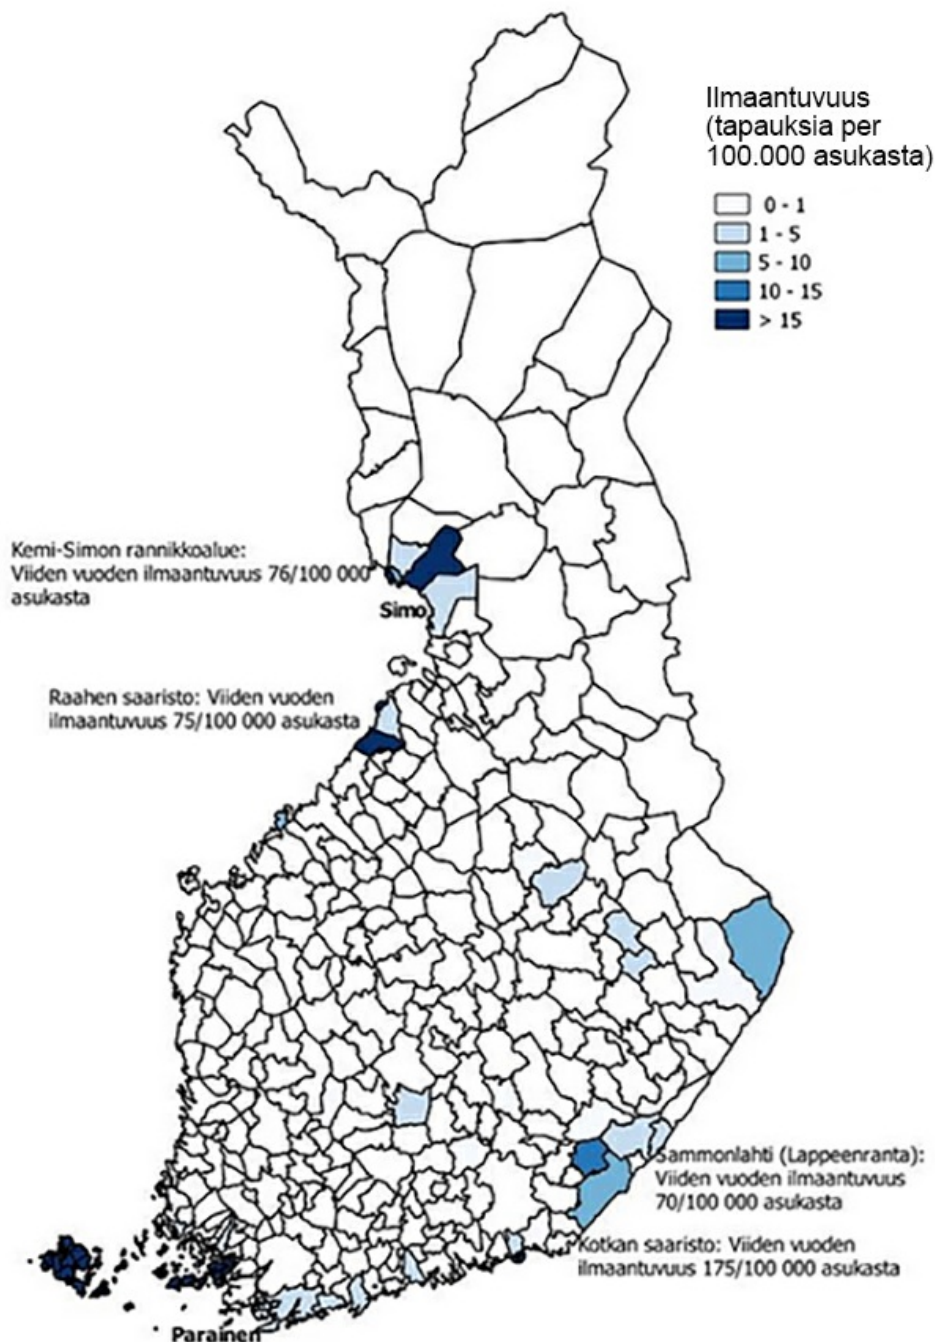 Ilmaantuvuus
(tapauksia per
100.000 asukasta)
0 - 1
1 - 5
5 - 10
10 - 15
> 15
Kemi-Simon rannikkoalue:
Viiden vuoden ilmaantuvuus 76/100 000
asukasta
Simo
Raahen saaristo: Viiden vuoden
ilmaantuvuus 75/100 000 asukasta
Sammonlahti (Lappeenranta):
Viiden vuoden ilmaantuvuus
70/100 000 asukasta
Kotkan saaristo: Viiden vuoden
ilmaantuvuus 175/100 000 asukasta
Parainen